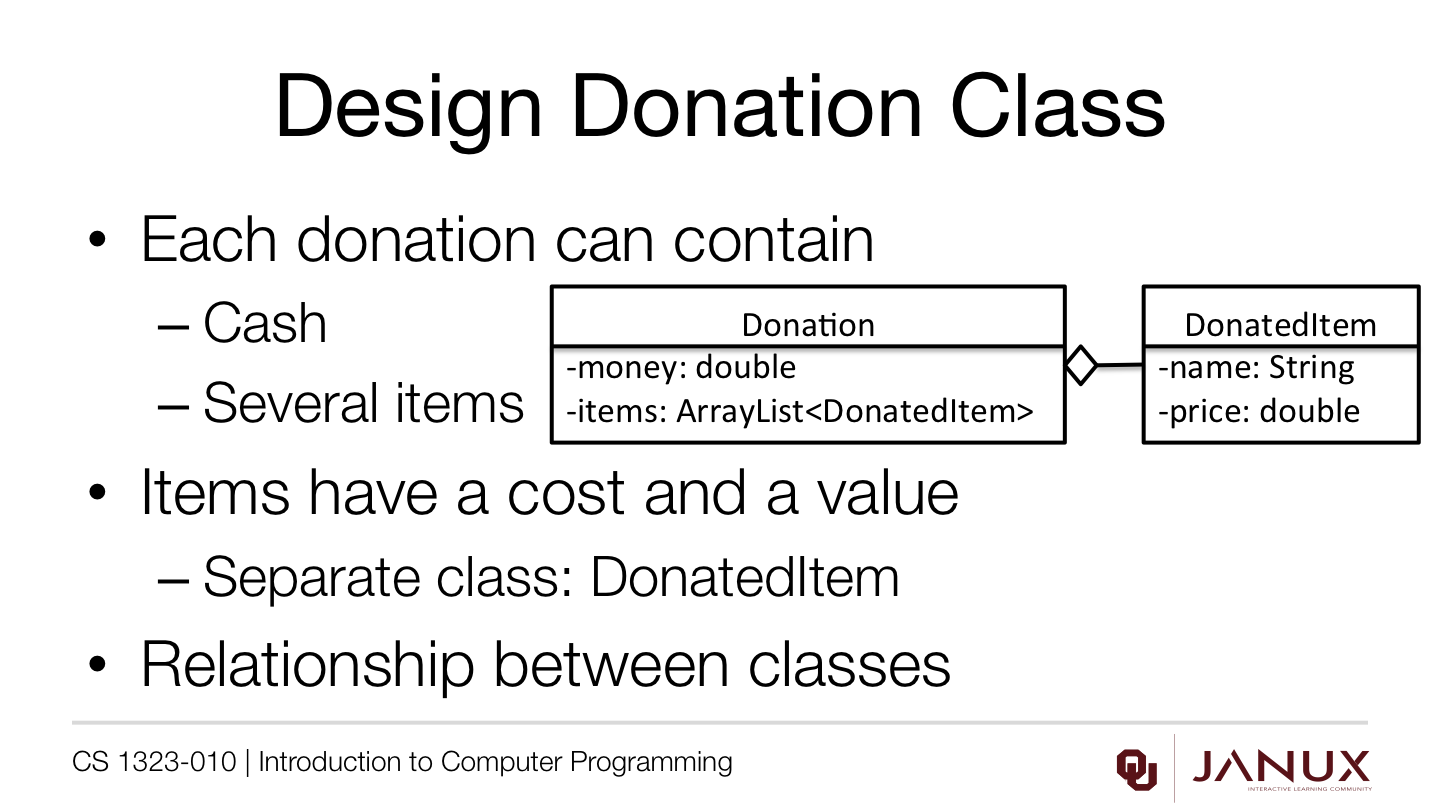 Design Donation Class
• Each donation can contain
– Cash
– Several items
Donation
-money: double
-items: ArrayList<DonatedItem>
DonatedItem
-name: String
-price: double
• Items have a cost and a value
– Separate class: DonatedItem
• Relationship between classes
CS 1323-010 | Introduction to Computer Programming
OU
JANUX
INTERACTIVE LEARNING COMMUNITY